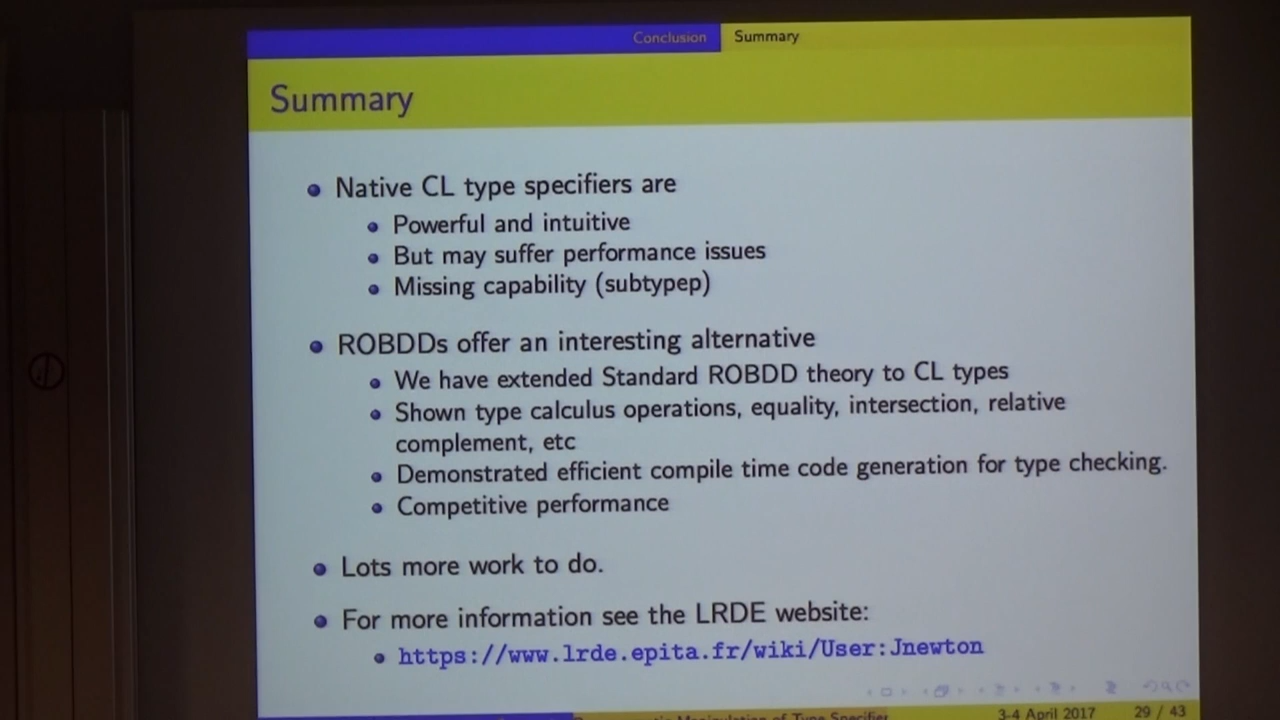 Conclusion Summary
Summary
Native CL type specifiers are
Powerful and intuitive
But may suffer performance issues
Missing capability (subtypep)
ROBDDs offer an interesting alternative
We have extended Standard ROBDD theory to CL types
Shown type calculus operations, equality, intersection, relative
complement, etc
Demonstrated efficient compile time code generation for type checking.
Competitive performance
Lots more work to do.
For more information see the LRDE website:
https://www.lrde.epita.fr/wiki/User:Jnewton
Manipulation of Type Specifier 3-4 April 2017 29 / 43